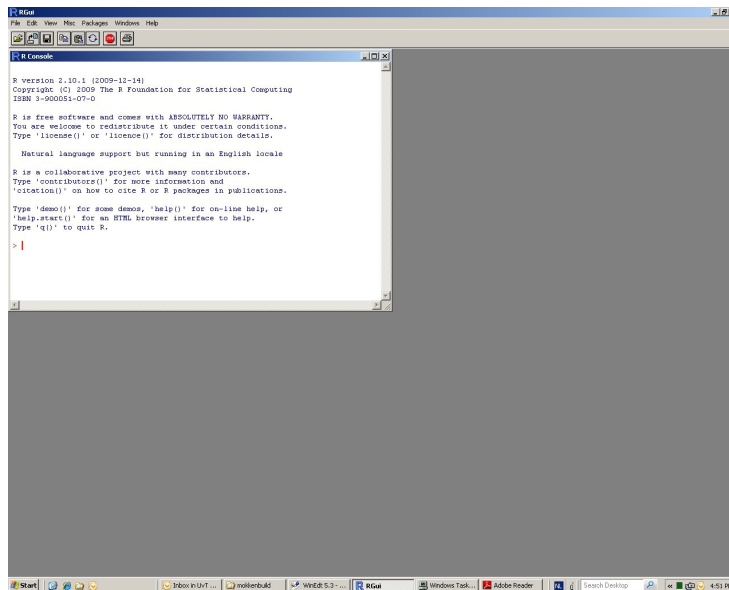 RGui
File Edit View Misc Packages Windows Help
R Console
R version 2.10.1 (2009-12-14)
Copyright (C) 2009 The R Foundation for Statistical Computing
ISBN 3-900051-07-0
R is free software and comes with ABSOLUTELY NO WARRANTY.
You are welcome to redistribute it under certain conditions.
Type 'license()' or 'licence()' for distribution details.
Natural language support but running in an English locale
R is a collaborative project with many contributors.
Type 'contributors()' for more information and
'citation()' on how to cite R or R packages in publications.
Type 'demo()' for some demos, 'help()' for on-line help, or
'help.start()' for an HTML browser interface to help.
Type 'q()' to quit R.
>
Start Inbox in UvT ... mokkenbuild WinEdt 5.3 - ... RGui Windows Task... Adobe Reader NL Search Desktop « 4:51 P